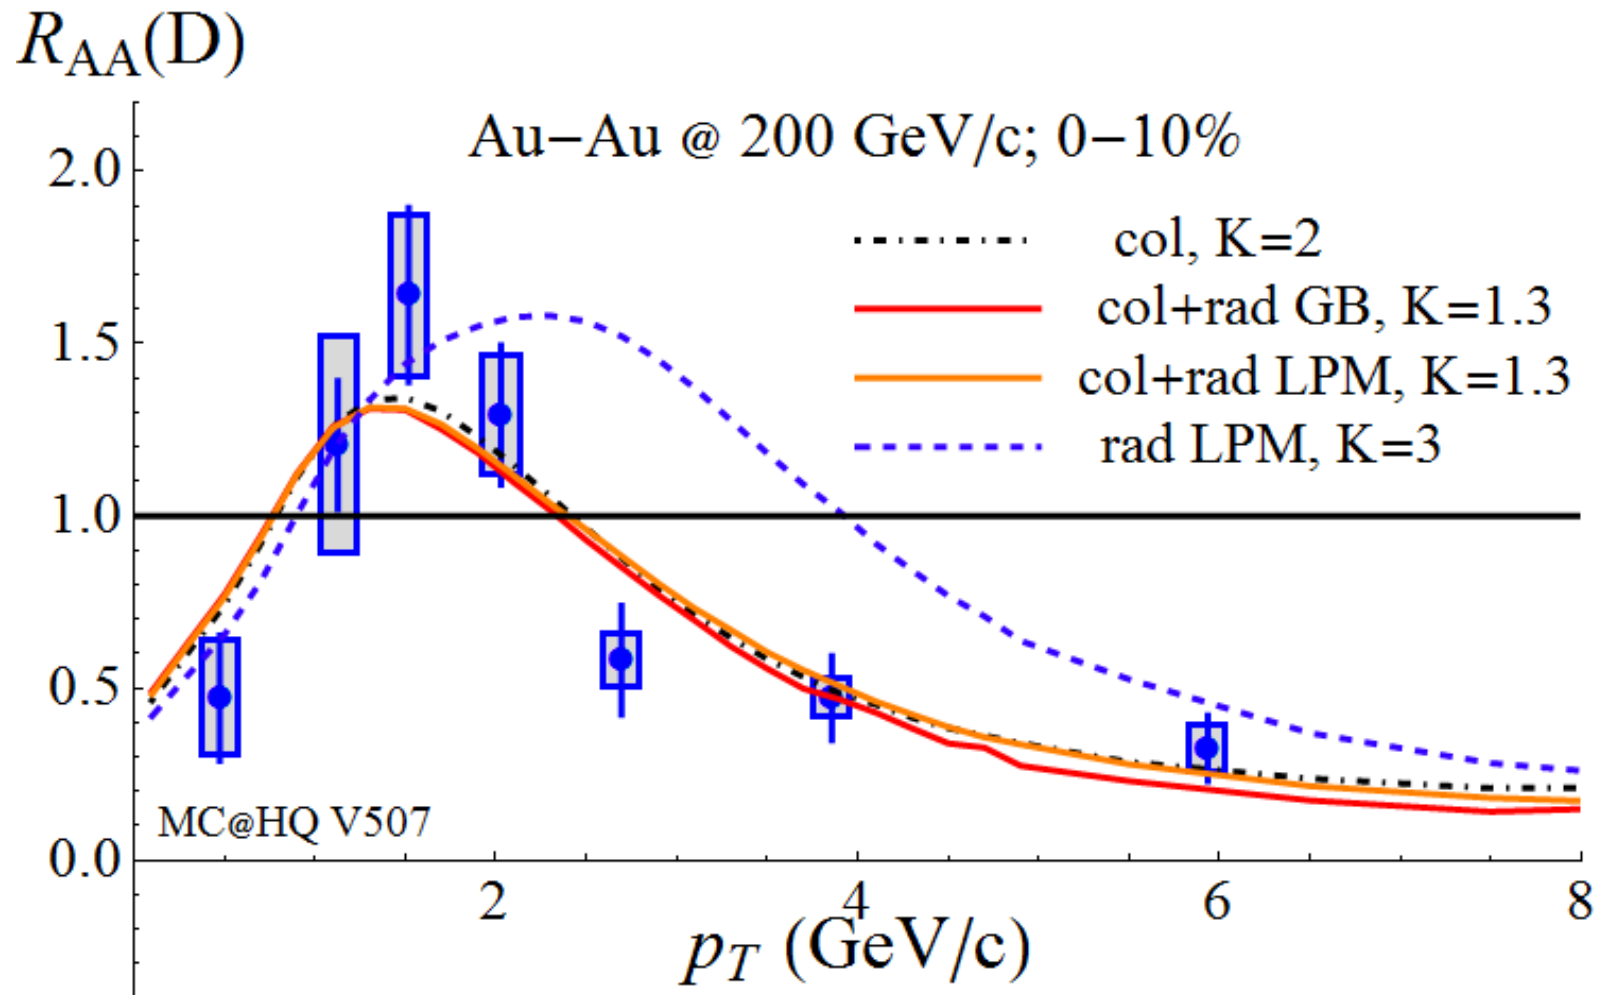 R_AA(D)
Au−Au @ 200 GeV/c; 0−10%
2.0
col, K=2
col+rad GB, K=1.3
1.5
col+rad LPM, K=1.3
rad LPM, K=3
1.0
0.5
MC@HQ V507
0.0
2 4 6 8
p_T (GeV/c)